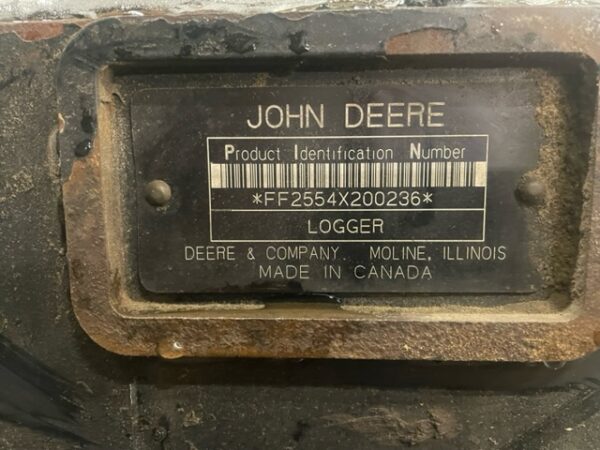 JOHN DEERE
Product Identification Number
*FF2554X200236*
LOGGER
DEERE & COMPANY. MOLINE, ILLINOIS
MADE IN CANADA